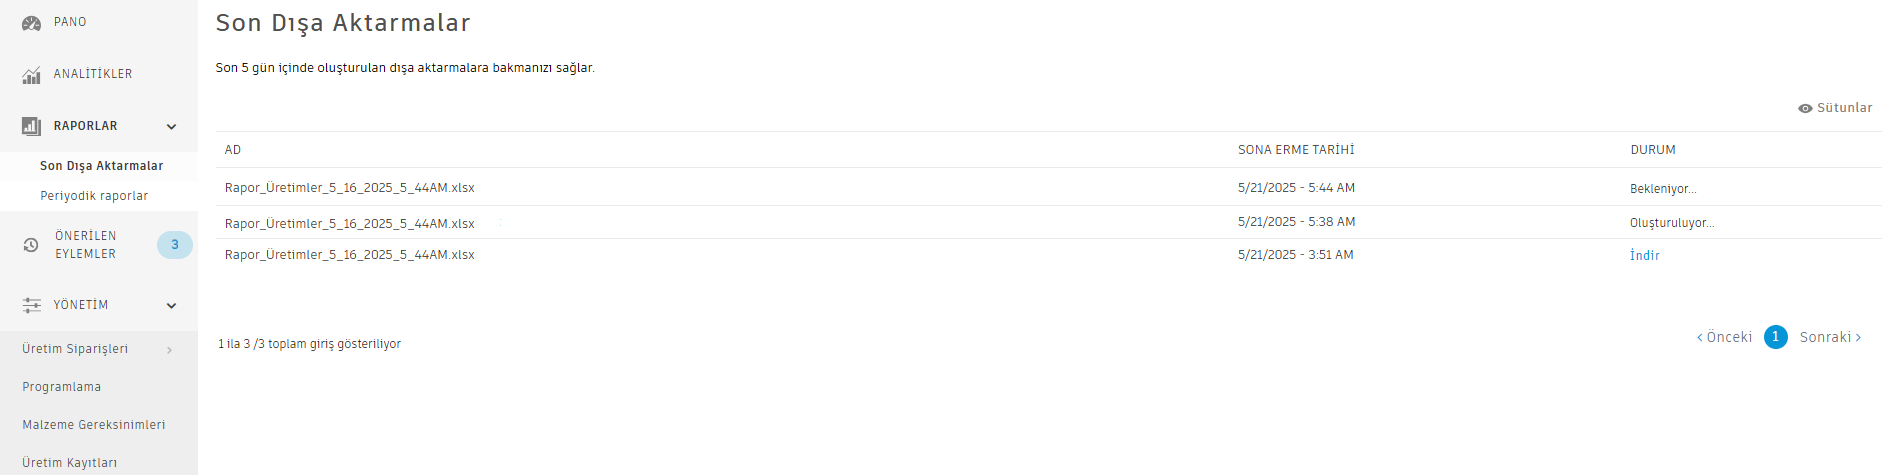 PANO
ANALİTİKLER
RAPORLAR
Son Dışa Aktarmalar
Periyodik raporlar
ÖNERİLEN
EYLEMLER
3
YÖNETİM
Üretim Siparişleri
Programlama
Malzeme Gereksinimleri
Üretim Kayıtları
Son Dışa Aktarmalar
Son 5 gün içinde oluşturulan dışa aktarmalara bakmanızı sağlar.
Sütunlar
AD SONA ERME TARİHİ DURUM
Rapor_Üretimler_5_16_2025_5_44AM.xlsx 5/21/2025 - 5:44 AM Bekleniyor...
Rapor_Üretimler_5_16_2025_5_44AM.xlsx 5/21/2025 - 5:38 AM Oluşturuluyor...
Rapor_Üretimler_5_16_2025_5_44AM.xlsx 5/21/2025 - 3:51 AM İndir
1 ila 3 /3 toplam giriş gösteriliyor
‹ Önceki 1 Sonraki ›